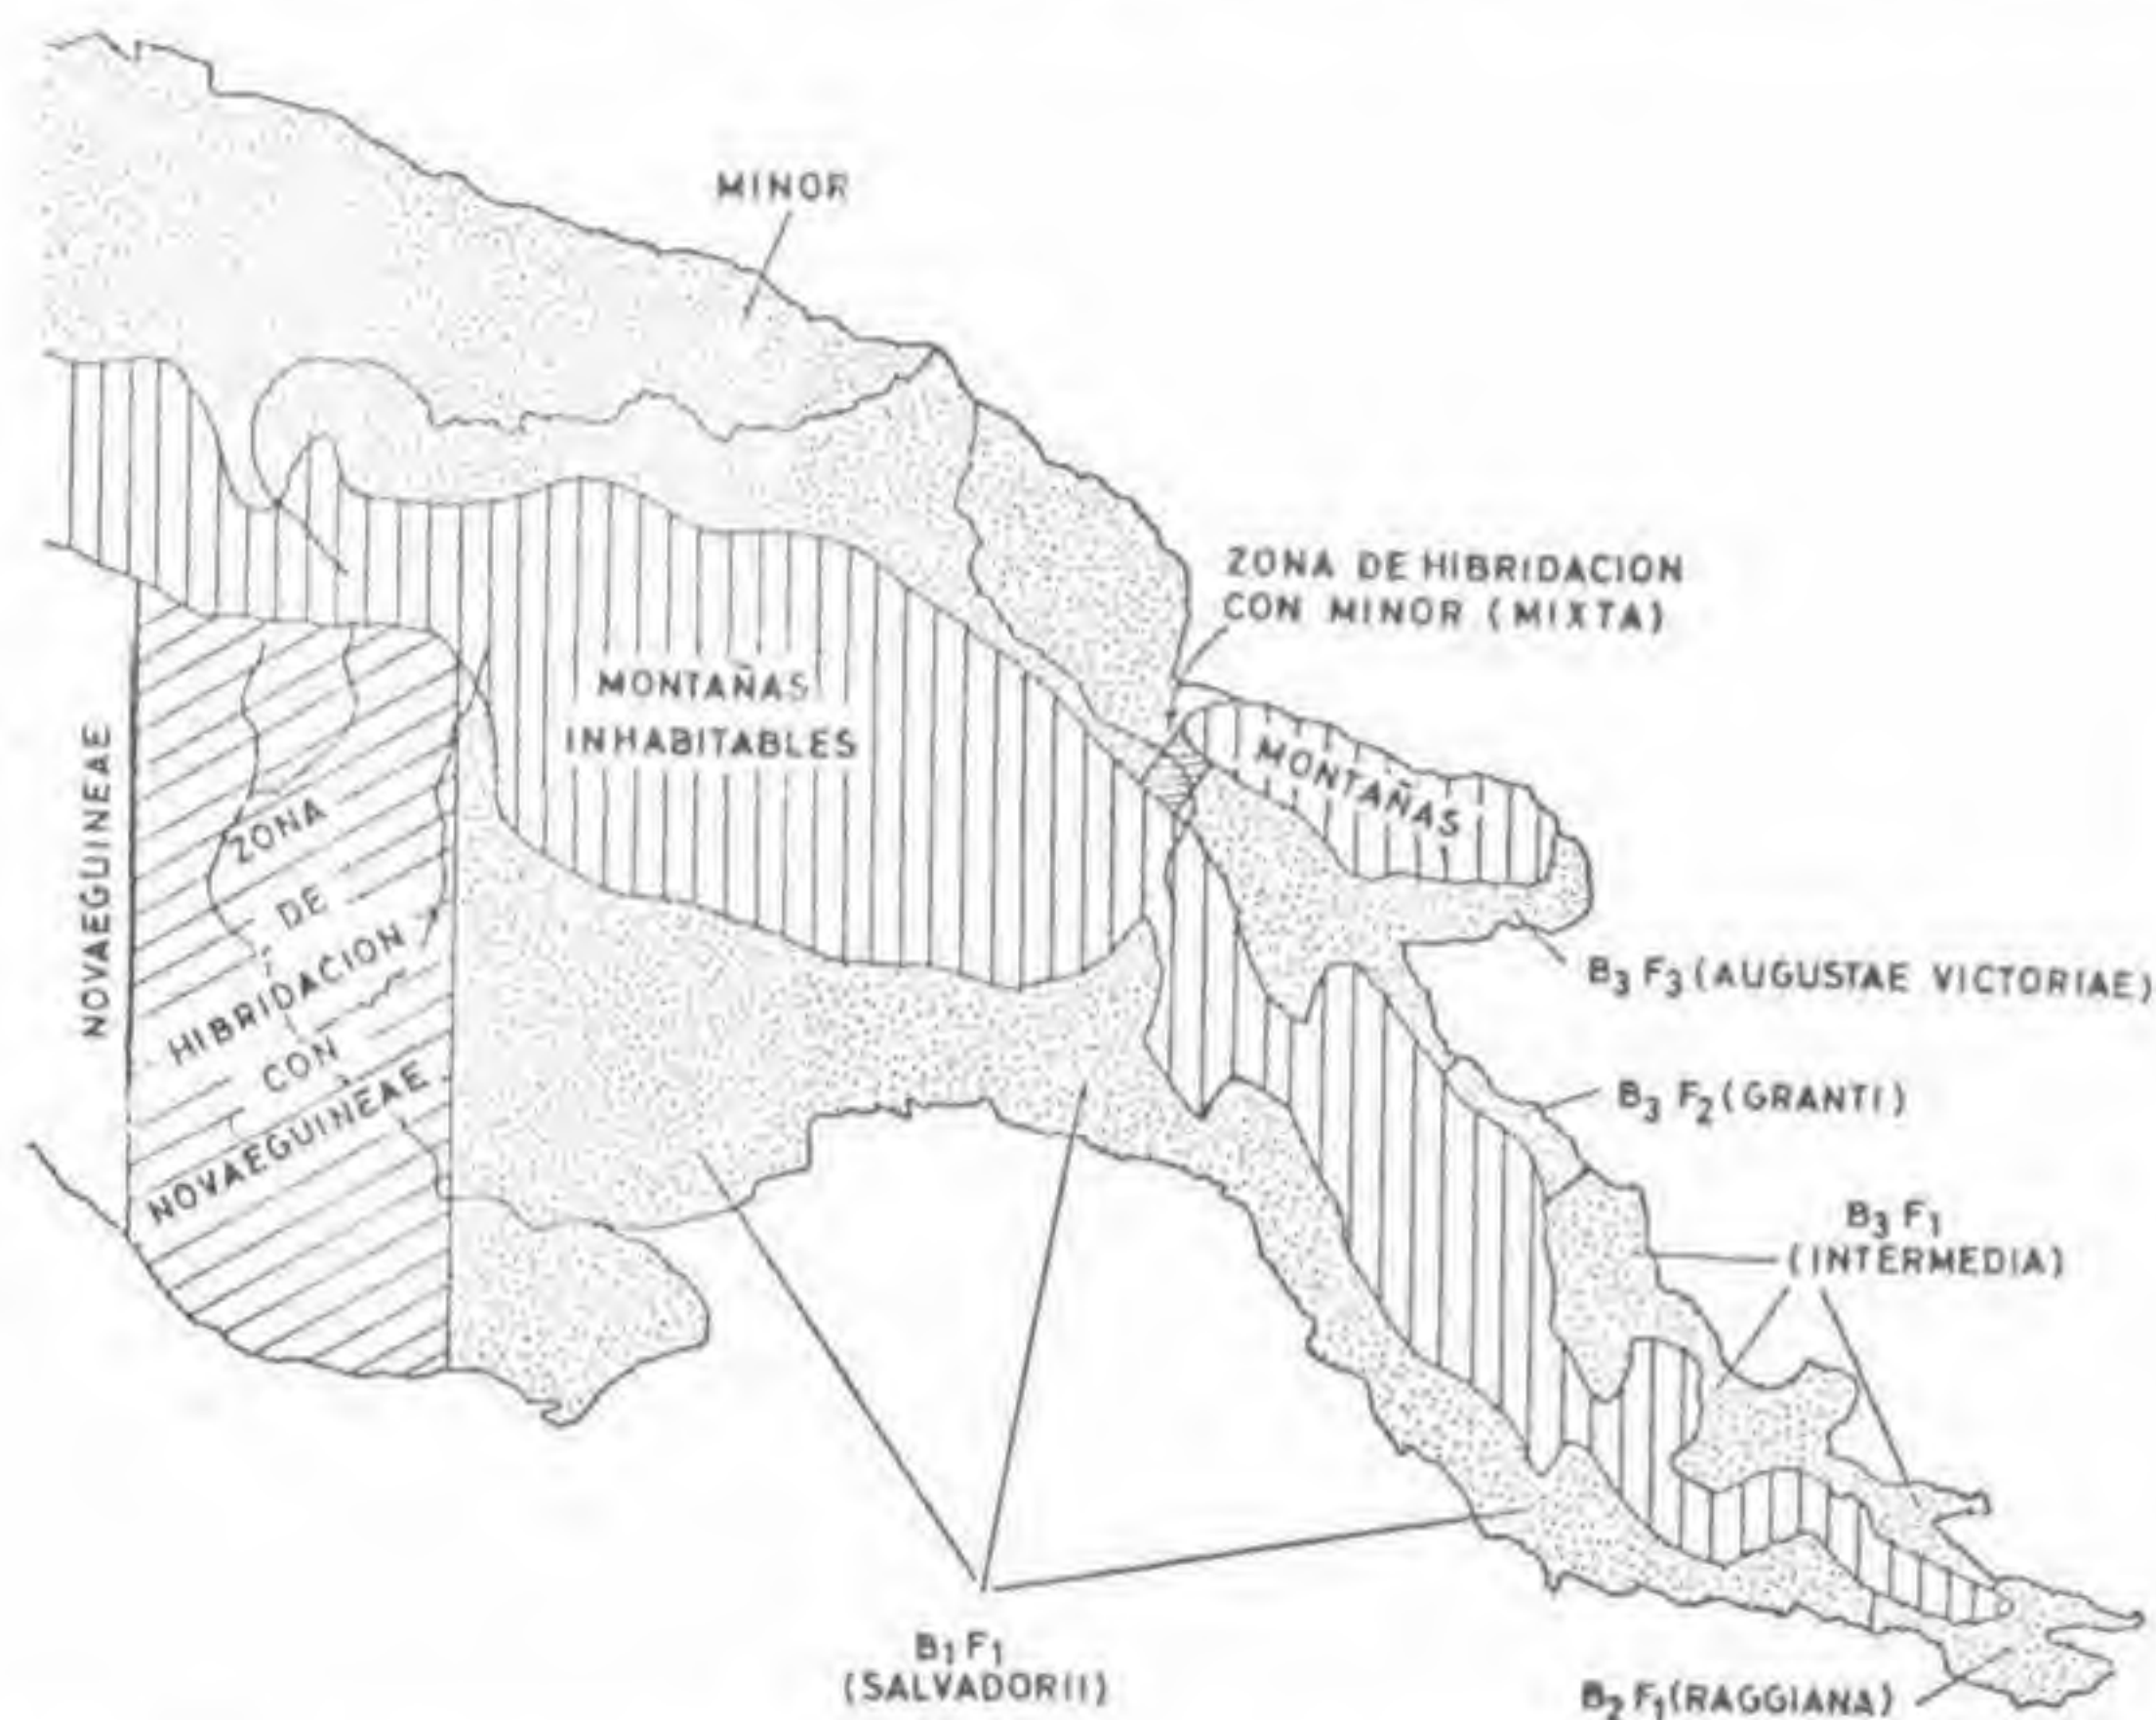 MINOR
ZONA DE HIBRIDACION
CON MINOR (MIXTA)
MONTAÑAS
INHABITABLES
MONTAÑAS
NOVAEGUINEAE
ZONA
DE
HIBRIDACION
CON
NOVAEGUINEAE
B3 F3 (AUGUSTAE VICTORIAE)
B3 F2 (GRANTI)
B3 F1
(INTERMEDIA)
B1 F1
(SALVADORII)
B2 F1 (RAGGIANA)